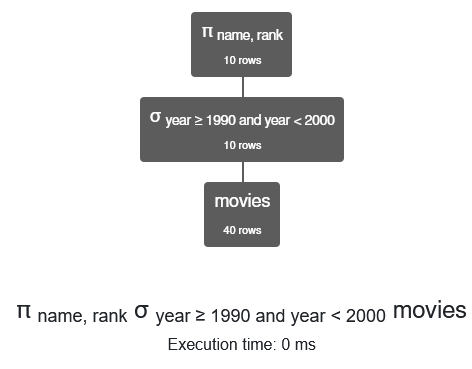 π name, rank
10 rows
σ year ≥ 1990 and year < 2000
10 rows
movies
40 rows
π name, rank σ year ≥ 1990 and year < 2000 movies
Execution time: 0 ms